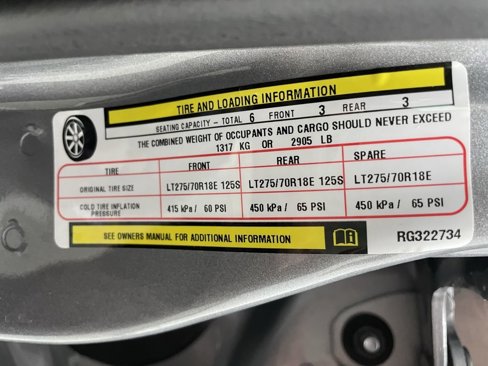 TIRE AND LOADING INFORMATION
SEATING CAPACITY - TOTAL 6 FRONT 3 REAR 3
THE COMBINED WEIGHT OF OCCUPANTS AND CARGO SHOULD NEVER EXCEED
1317 KG OR 2905 LB
TIRE FRONT REAR SPARE
ORIGINAL TIRE SIZE LT275/70R18E 125S LT275/70R18E 125S LT275/70R18E
COLD TIRE INFLATION PRESSURE 415 kPa / 60 PSI 450 kPa / 65 PSI 450 kPa / 65 PSI
SEE OWNERS MANUAL FOR ADDITIONAL INFORMATION
RG322734